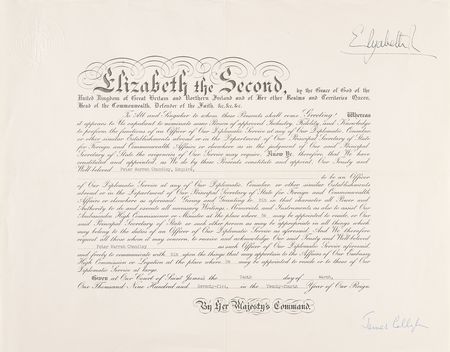 Elizabeth R
Elizabeth the Second, by the Grace of God of the
United Kingdom of Great Britain and Northern Ireland and of Her other Realms and Territories Queen,
Head of the Commonwealth, Defender of the Faith, &c. &c. &c.
To All and Singular to whom these Presents shall come, Greeting! Whereas
it appears to Us expedient to nominate some Person of approved Industry, Fidelity, and Knowledge
to perform the functions of an Officer of Our Diplomatic Service at any of Our Diplomatic, Consular
or other similar Establishments abroad or in the Department of Our Principal Secretary of State
for Foreign and Commonwealth Affairs or elsewhere as in the judgment of Our said Principal
Secretary of State the exigencies of Our Service may require. Know Ye, therefore, that We have
constituted and appointed, as We do by these Presents constitute and appoint, Our Trusty and
Well-beloved Peter Warren Esquire,
to be an Officer
of Our Diplomatic Service at any of Our Diplomatic, Consular or other similar Establishments
abroad or in the Department of Our Principal Secretary of State for Foreign and Commonwealth
Affairs or elsewhere as aforesaid. Giving and Granting to him in that character all Power and
Authority to do and execute all necessary Writings, Memorials and Instruments, as also to assist Our
Ambassador, High Commissioner or Minister at the place where he may be appointed to reside, or Our
said Principal Secretary of State or such other person as may be appropriate in all things which
may belong to the duties of an Officer of Our Diplomatic Service as aforesaid. And We therefore
request all those whom it may concern to receive and acknowledge Our said Trusty and Well-beloved
Peter Warren as such Officer of Our Diplomatic Service aforesaid,
and freely to communicate with him upon the things that may appertain to the Affairs of Our Embassy,
High Commission or Legation at the place where he may be appointed to reside or to those of Our
Diplomatic Service at large.
Given at Our Court of Saint James's, the Tenth day of March,
One Thousand Nine Hundred and Seventy-five, in the Twenty-fourth Year of Our Reign.
By Her Majesty's Command.
James Callaghan